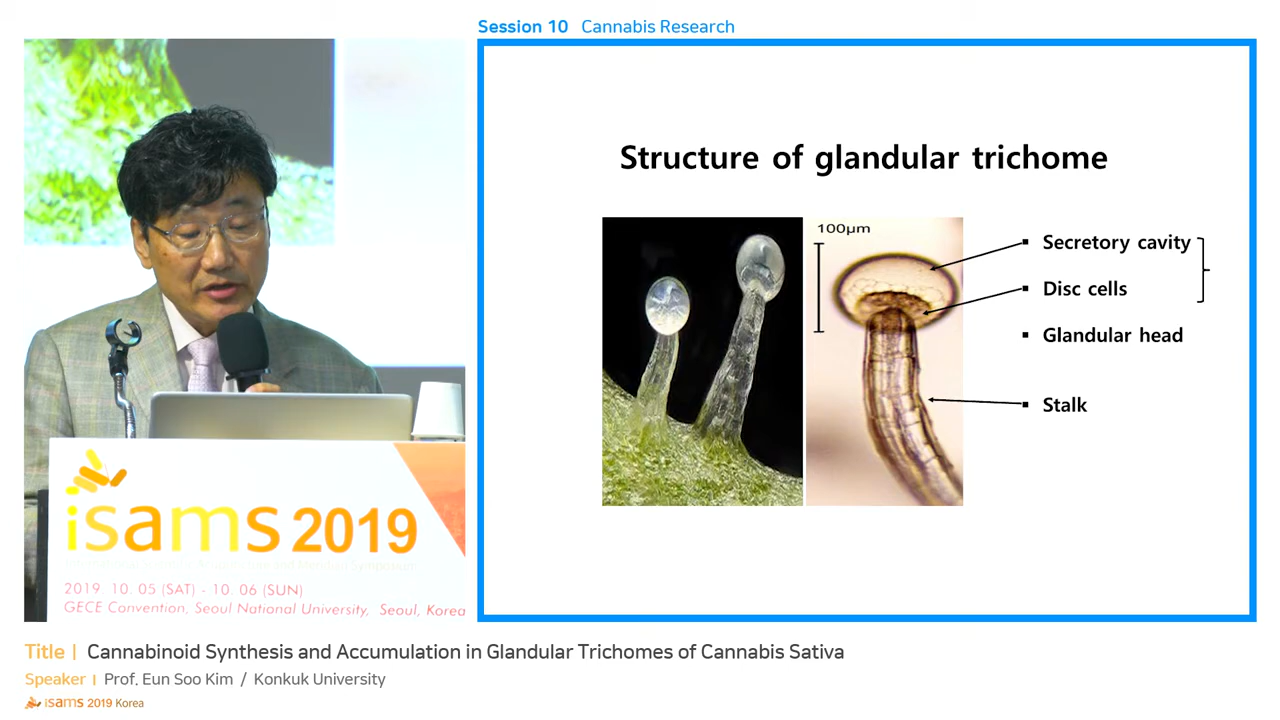 Session 10 Cannabis Research
Structure of glandular trichome
100μm
▪ Secretory cavity
▪ Disc cells
▪ Glandular head
▪ Stalk
isams 2019
2019. 10. 05 (SAT) - 10. 06 (SUN)
GECE Convention, Seoul National University, Seoul, Korea
Title | Cannabinoid Synthesis and Accumulation in Glandular Trichomes of Cannabis Sativa
Speaker | Prof. Eun Soo Kim / Konkuk University
isams 2019 Korea